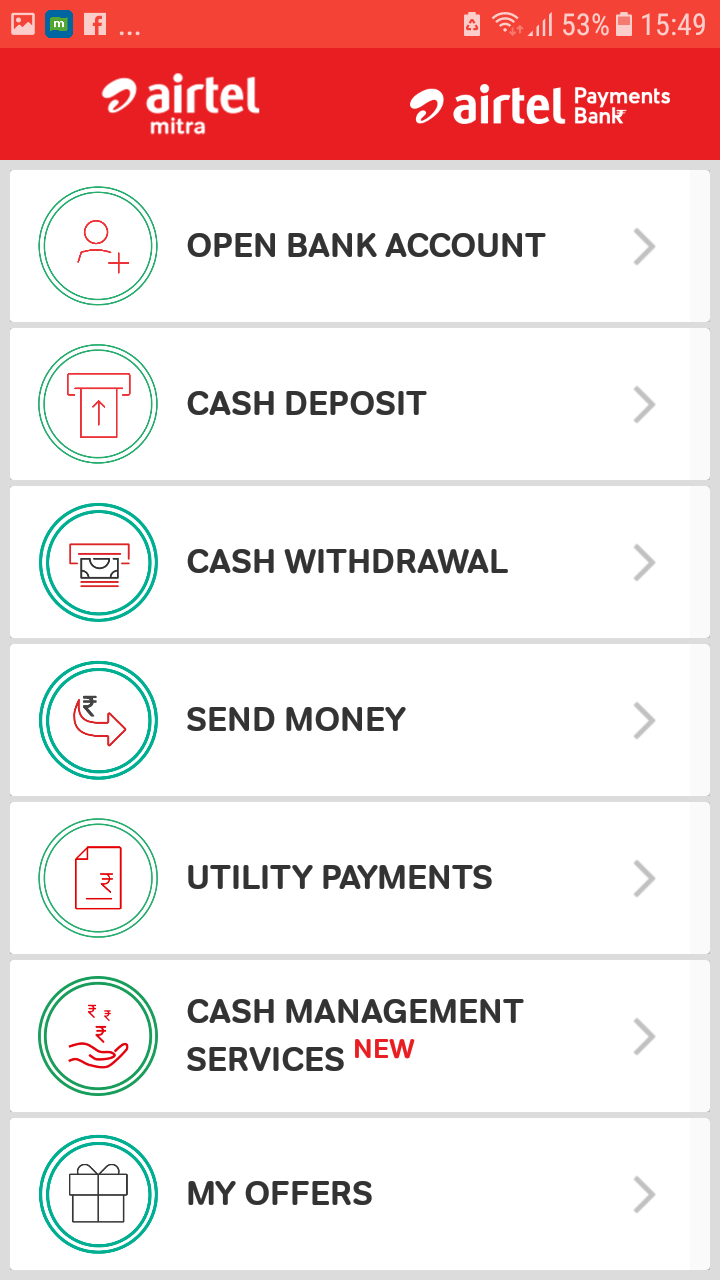 ... 53% 15:49
airtel mitra
airtel Payments Bank
OPEN BANK ACCOUNT
CASH DEPOSIT
CASH WITHDRAWAL
SEND MONEY
UTILITY PAYMENTS
CASH MANAGEMENT
SERVICES NEW
MY OFFERS